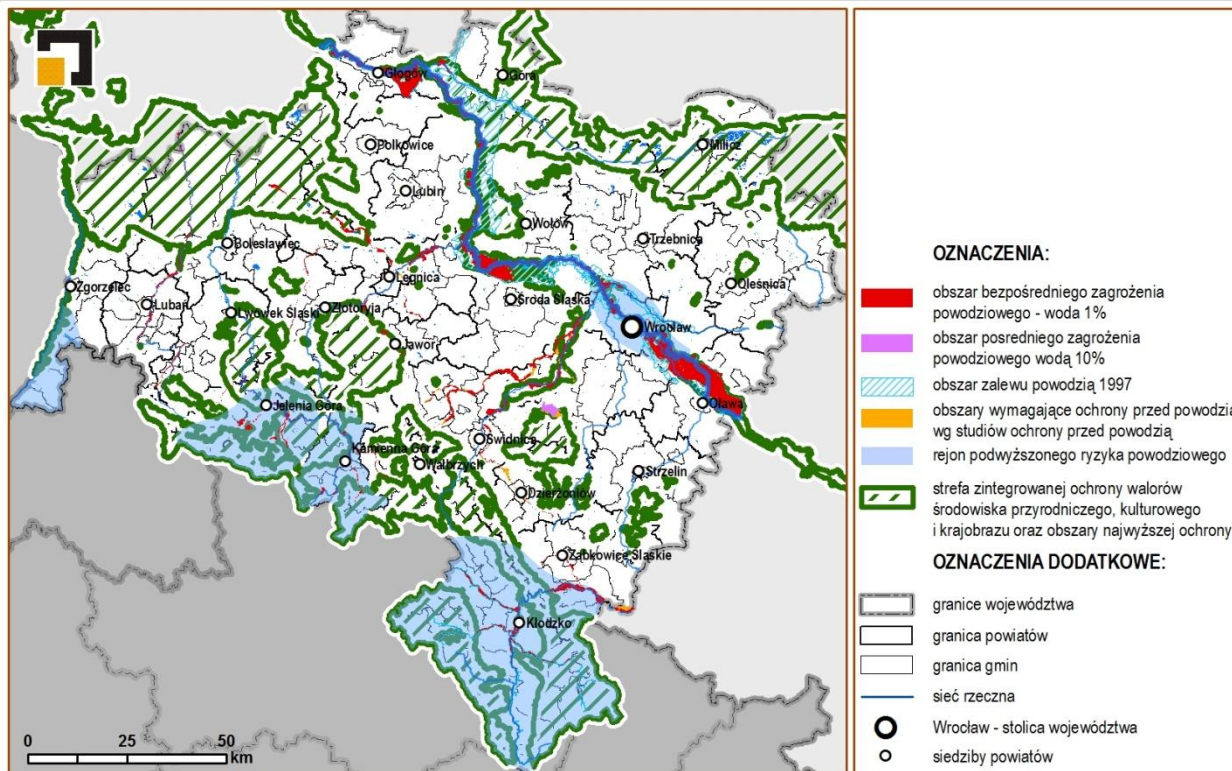 Głogów
Góra
Polkowice
Milicz
Lubin
Wołów
Trzebnica
Bolesławiec
Legnica
Zgorzelec
Lubań
Oleśnica
Środa Śląska
Lwówek Śląski
Złotoryja
Wrocław
Jawor
Jelenia Góra
Oława
Świdnica
Kamienna Góra
Wałbrzych
Strzelin
Dzierżoniów
Ząbkowice Śląskie
Kłodzko
0 25 50
km
OZNACZENIA:
obszar bezpośredniego zagrożenia
powodziowego - woda 1%
obszar posredniego zagrożenia
powodziowego wodą 10%
obszar zalewu powodzią 1997
obszary wymagające ochrony przed powodzią
wg studiów ochrony przed powodzią
rejon podwyższonego ryzyka powodziowego
strefa zintegrowanej ochrony walorów
środowiska przyrodniczego, kulturowego
i krajobrazu oraz obszary najwyższej ochrony
OZNACZENIA DODATKOWE:
granice województwa
granica powiatów
granica gmin
sieć rzeczna
Wrocław - stolica województwa
siedziby powiatów